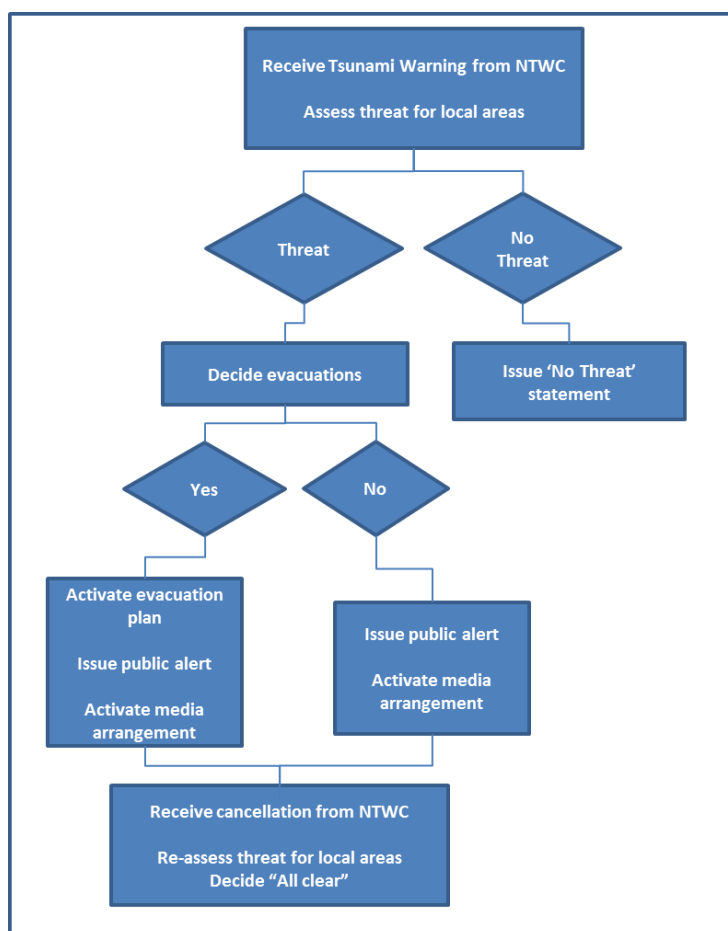 Receive Tsunami Warning from NTWC
Assess threat for local areas
Threat
No
Threat
Decide evacuations
Issue ‘No Threat’
statement
Yes
No
Activate evacuation
plan
Issue public alert
Activate media
arrangement
Issue public alert
Activate media
arrangement
Receive cancellation from NTWC
Re-assess threat for local areas
Decide “All clear”